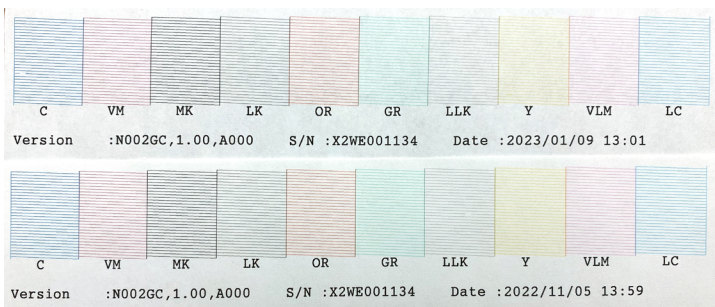 C VM MK LK OR GR LLK Y VLM LC
Version :N002GC,1.00,A000 S/N :X2WE001134 Date :2023/01/09 13:01
C VM MK LK OR GR LLK Y VLM LC
Version :N002GC,1.00,A000 S/N :X2WE001134 Date :2022/11/05 13:59